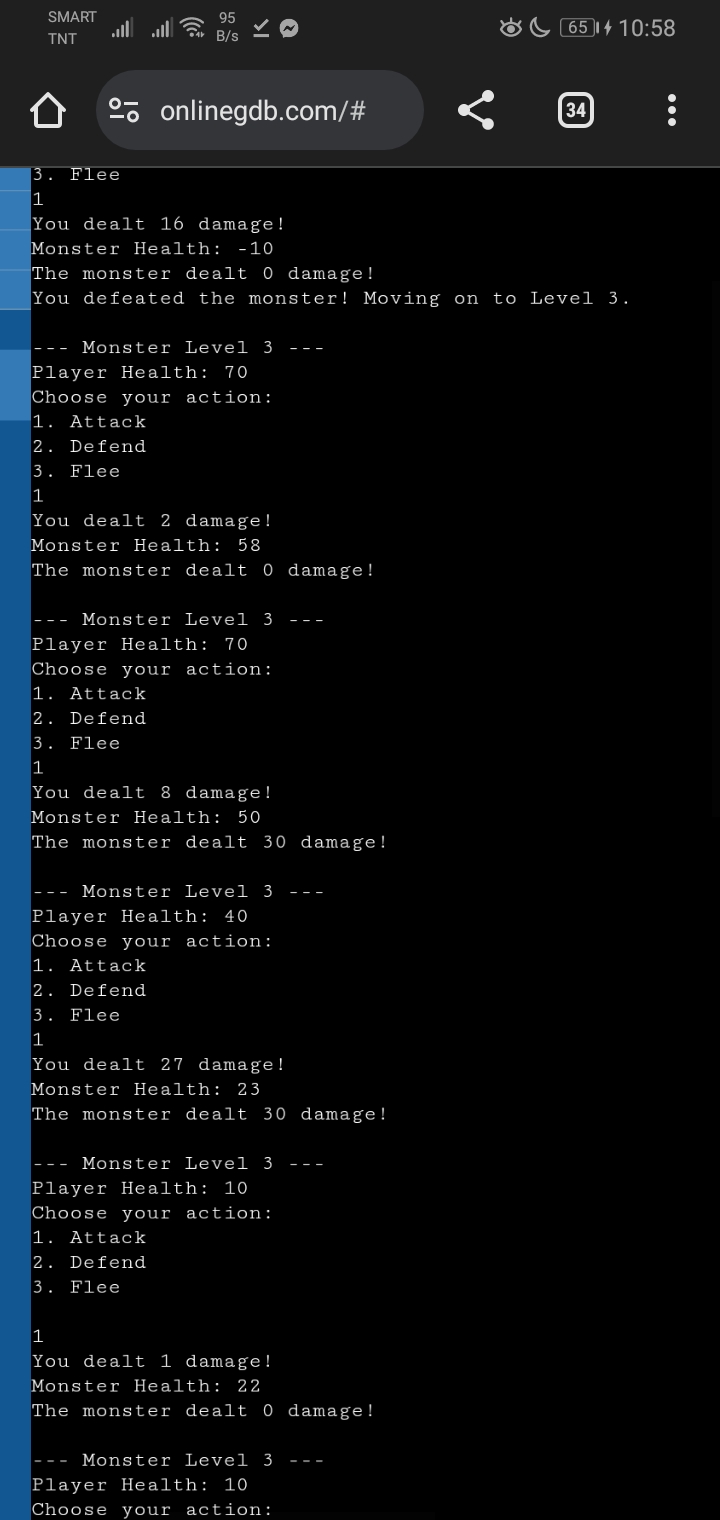 SMART
TNT
95
B/s
65
10:58
onlinegdb.com/#
34
3. Flee
1
You dealt 16 damage!
Monster Health: -10
The monster dealt 0 damage!
You defeated the monster! Moving on to Level 3.
--- Monster Level 3 ---
Player Health: 70
Choose your action:
1. Attack
2. Defend
3. Flee
1
You dealt 2 damage!
Monster Health: 58
The monster dealt 0 damage!
--- Monster Level 3 ---
Player Health: 70
Choose your action:
1. Attack
2. Defend
3. Flee
1
You dealt 8 damage!
Monster Health: 50
The monster dealt 30 damage!
--- Monster Level 3 ---
Player Health: 40
Choose your action:
1. Attack
2. Defend
3. Flee
1
You dealt 27 damage!
Monster Health: 23
The monster dealt 30 damage!
--- Monster Level 3 ---
Player Health: 10
Choose your action:
1. Attack
2. Defend
3. Flee
1
You dealt 1 damage!
Monster Health: 22
The monster dealt 0 damage!
--- Monster Level 3 ---
Player Health: 10
Choose your action: